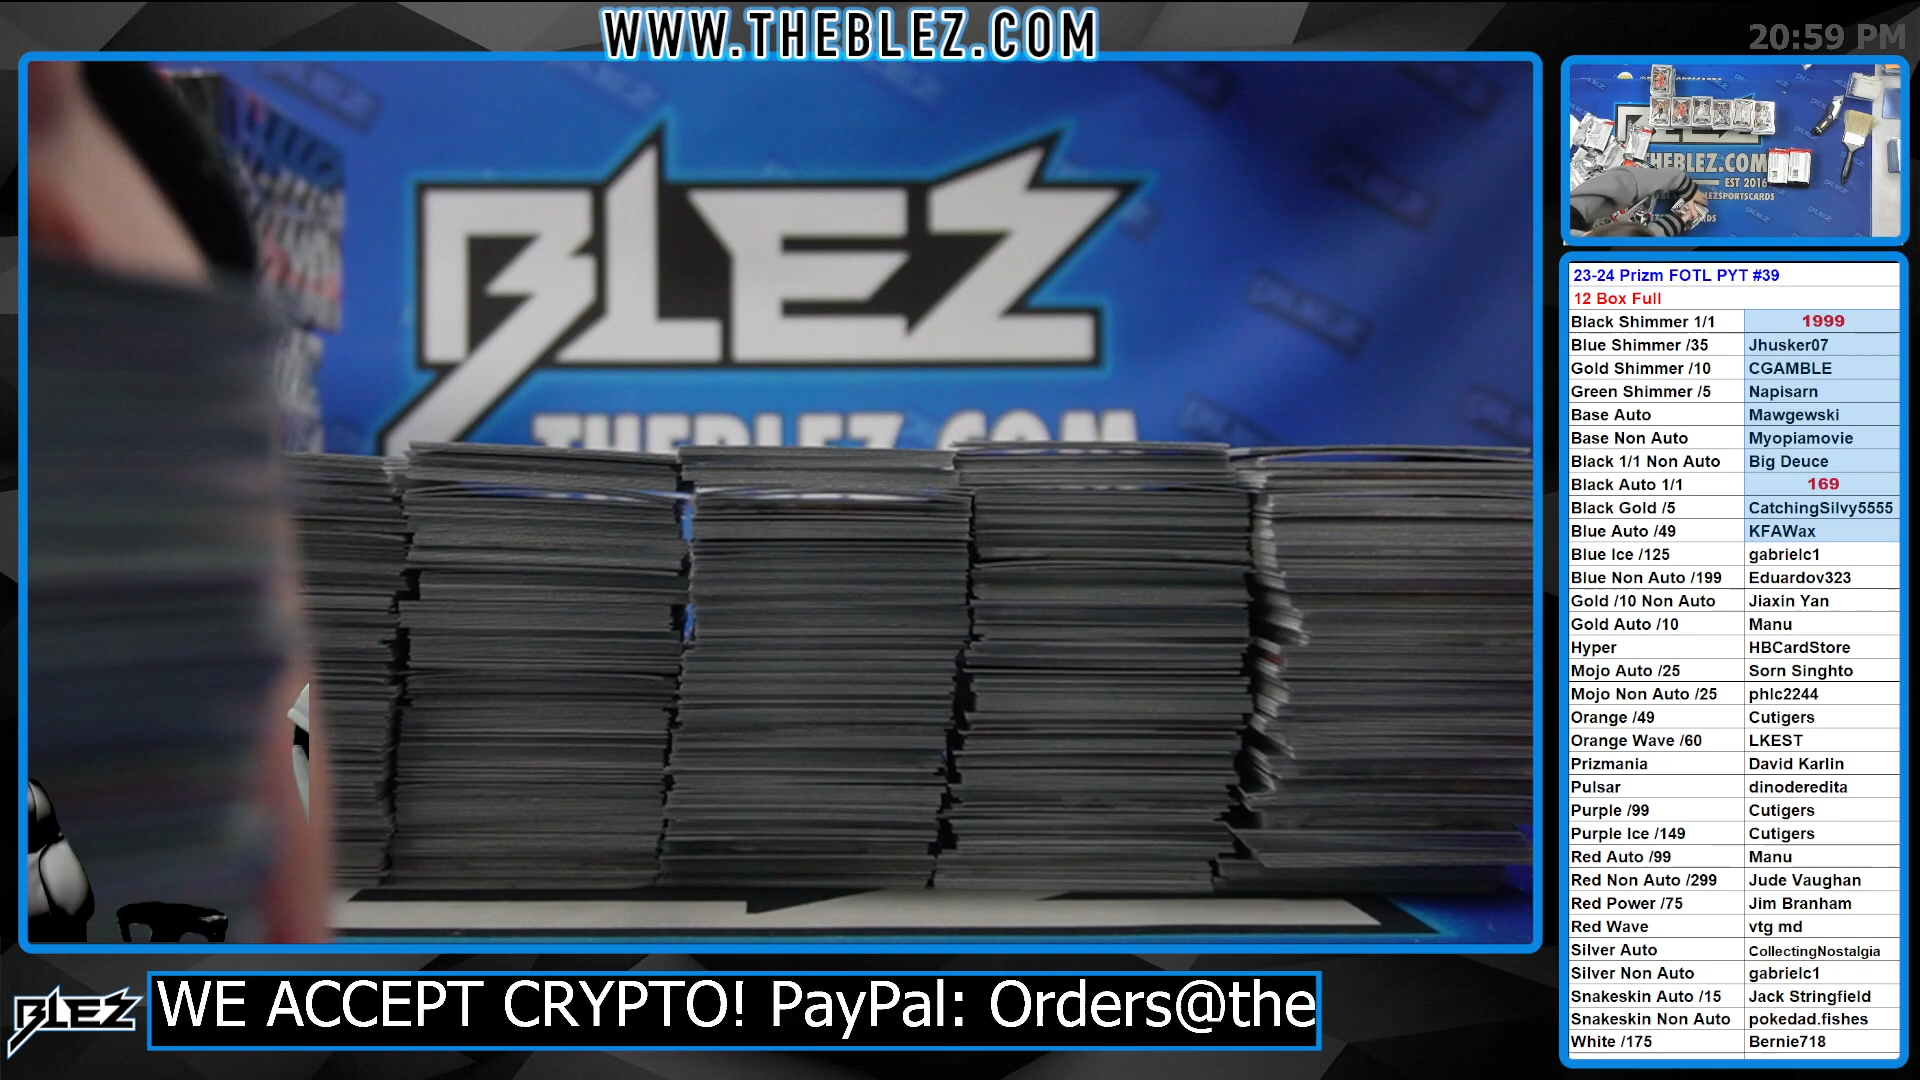 WWW.THEBLEZ.COM
20:59 PM
BLEZ
THEBLEZ.COM
THEBLEZ.COM
EST 2016
23-24 Prizm FOTL PYT #39
12 Box Full
Black Shimmer 1/1 1999
Blue Shimmer /35 Jhusker07
Gold Shimmer /10 CGAMBLE
Green Shimmer /5 Napisarn
Base Auto Mawgewski
Base Non Auto Myopiamovie
Black 1/1 Non Auto Big Deuce
Black Auto 1/1 169
Black Gold /5 CatchingSilvy5555
Blue Auto /49 KFAWax
Blue Ice /125 gabrielc1
Blue Non Auto /199 Eduardov323
Gold /10 Non Auto Jiaxin Yan
Gold Auto /10 Manu
Hyper HBCardStore
Mojo Auto /25 Sorn Singhto
Mojo Non Auto /25 phlc2244
Orange /49 Cutigers
Orange Wave /60 LKEST
Prizmania David Karlin
Pulsar dinoderedita
Purple /99 Cutigers
Purple Ice /149 Cutigers
Red Auto /99 Manu
Red Non Auto /299 Jude Vaughan
Red Power /75 Jim Branham
Red Wave vtg md
Silver Auto CollectingNostalgia
Silver Non Auto gabrielc1
Snakeskin Auto /15 Jack Stringfield
Snakeskin Non Auto pokedad.fishes
White /175 Bernie718
BLEZ
WE ACCEPT CRYPTO! PayPal: Orders@the